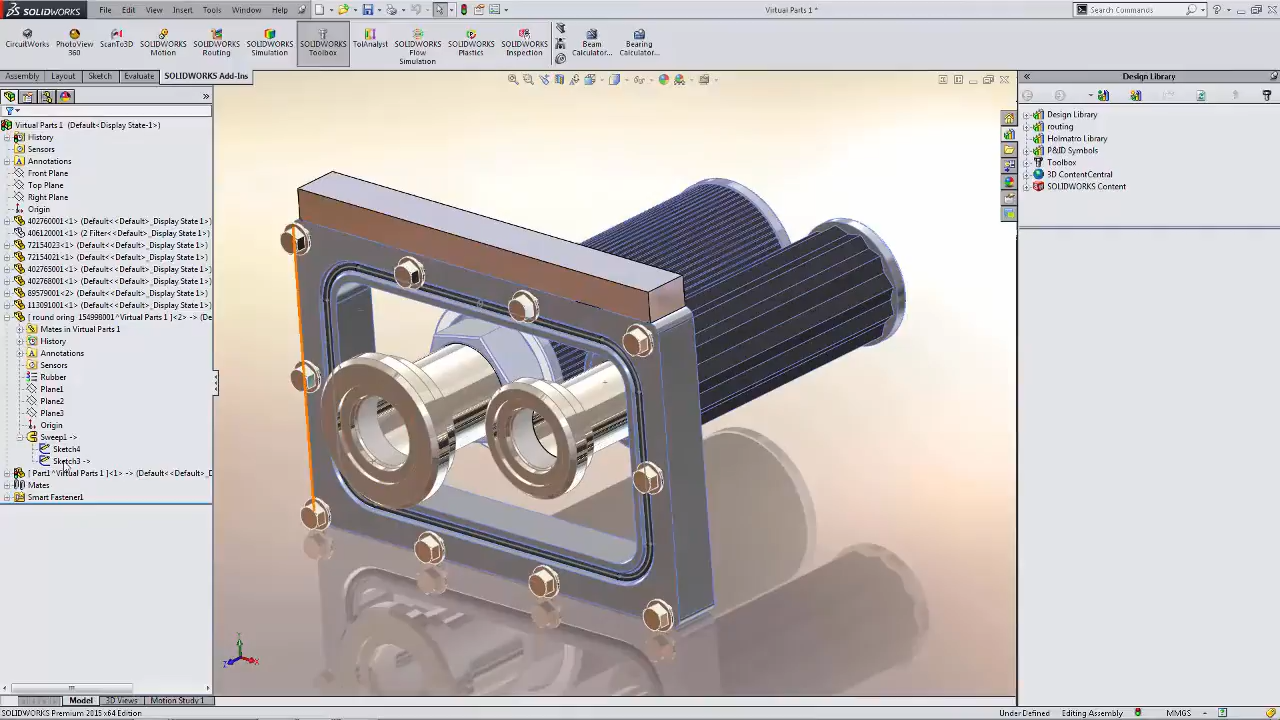 SOLIDWORKS File Edit View Insert Tools Window Help Virtual Parts 1 * Search Commands
CircuitWorks PhotoView 360 ScanTo3D SOLIDWORKS Motion SOLIDWORKS Routing SOLIDWORKS Simulation SOLIDWORKS Toolbox TolAnalyst SOLIDWORKS Flow Simulation SOLIDWORKS Plastics SOLIDWORKS Inspection Beam Calculator... Bearing Calculator...
Assembly Layout Sketch Evaluate SOLIDWORKS Add-Ins Design Library
Virtual Parts 1 (Default<Display State-1>)
History
Sensors
Annotations
Front Plane
Top Plane
Right Plane
Origin
402760001<1> (Default<<Default>_Display State 1>)
406120001<1> (2 Filter<<Default>_Display State
72154023<1> (Default<<Default>_Display State 1>)
72154021<1> (Default<<Default>_Display State 1>)
402765001<1> (Default<<Default>_Display State 1>)
402768001<1> (Default<<Default>_Display State 1>)
89579001<2> (Default<<Default>_Display State 1>)
113091001<1> (Default<<Default>_Display State 1>)
[ round oring 154998001^Virtual Parts 1 ]<2> -> (De
Mates in Virtual Parts 1
History
Annotations
Sensors
Rubber
Plane1
Plane2
Plane3
Origin
Sweep1 ->
Sketch4
Sketch3 ->
[ Part1^Virtual Parts 1 ]<1> -> (Default<<Default>_D
Mates
Smart Fastener1
Design Library
routing
Holmatro Library
P&ID Symbols
Toolbox
3D ContentCentral
SOLIDWORKS Content
Y
Z
X
Model 3D Views Motion Study 1
SOLIDWORKS Premium 2015 x64 Edition Under Defined Editing Assembly MMGS